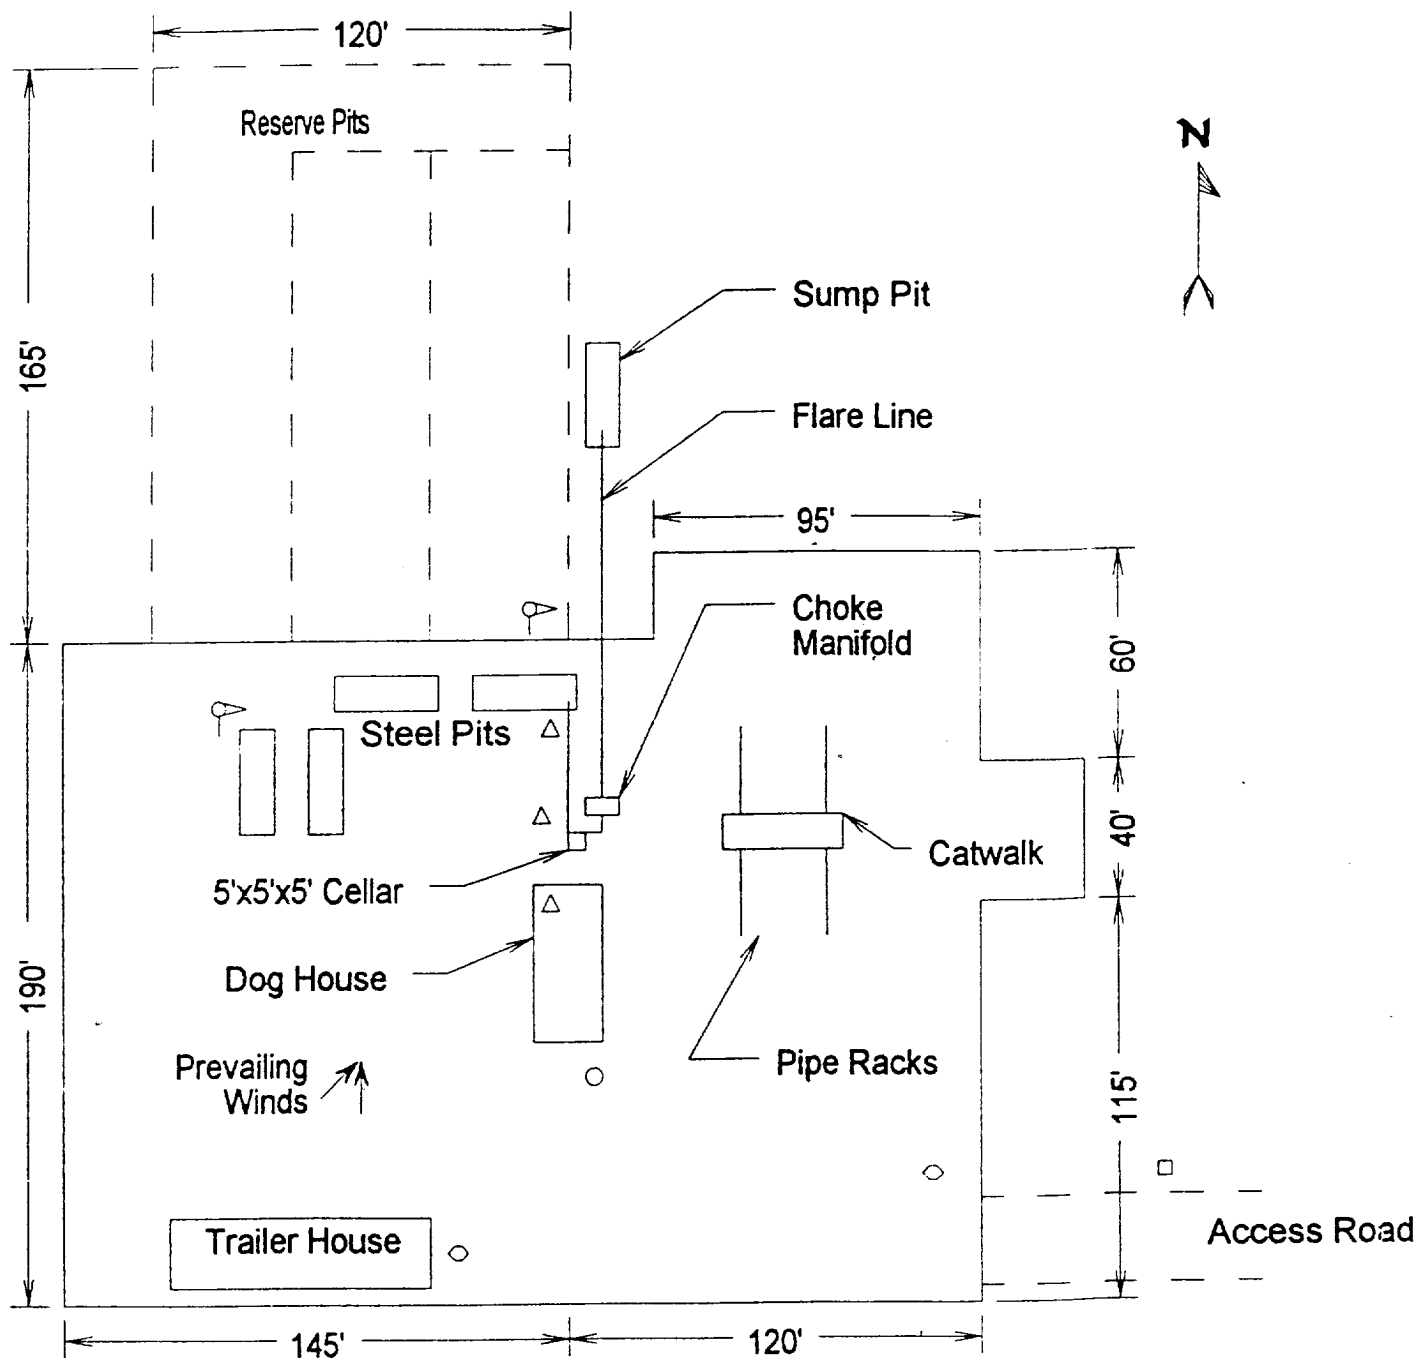 120'
Reserve Pits
N
Sump Pit
165'
Flare Line
95'
Choke
Manifold
60'
Steel Pits
40'
Catwalk
5'x5'x5' Cellar
190'
Dog House
Prevailing
Winds
Pipe Racks
115'
Trailer House
Access Road
145'
120'